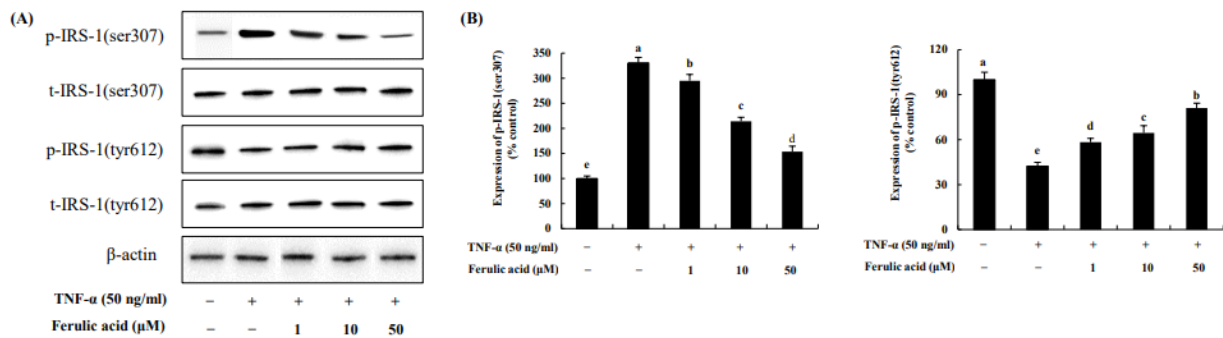 (A)
p-IRS-1(ser307)
t-IRS-1(ser307)
p-IRS-1(tyr612)
t-IRS-1(tyr612)
β-actin
TNF-α (50 ng/ml) – + + + +
Ferulic acid (μM) – – 1 10 50
(B)
Expression of p-IRS-1(ser307)
(% control)
350
300
250
200
150
100
50
0
e a b c d
TNF-α (50 ng/ml) – + + + +
Ferulic acid (μM) – – 1 10 50
Expression of p-IRS-1(tyr612)
(% control)
120
90
60
30
0
a e d c b
TNF-α (50 ng/ml) – + + + +
Ferulic acid (μM) – – 1 10 50